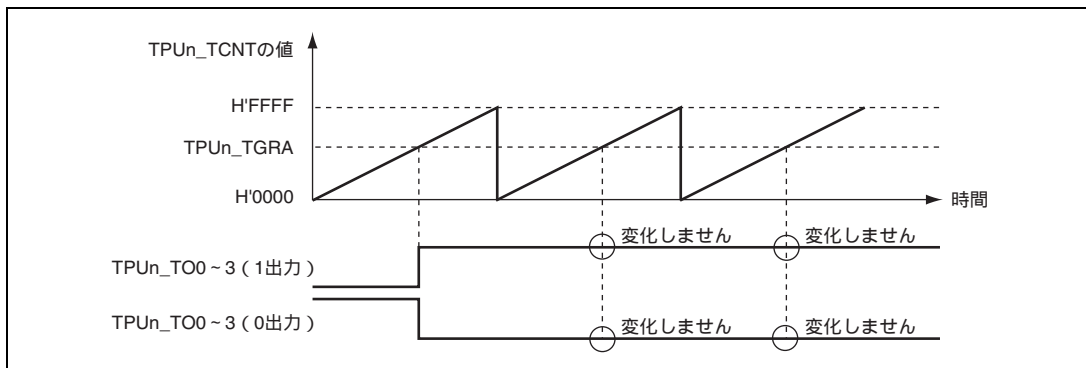 TPUn_TCNTの値
H'FFFF
TPUn_TGRA
H'0000
時間
変化しません 変化しません
TPUn_TO0~3(1出力)
TPUn_TO0~3(0出力)
変化しません 変化しません